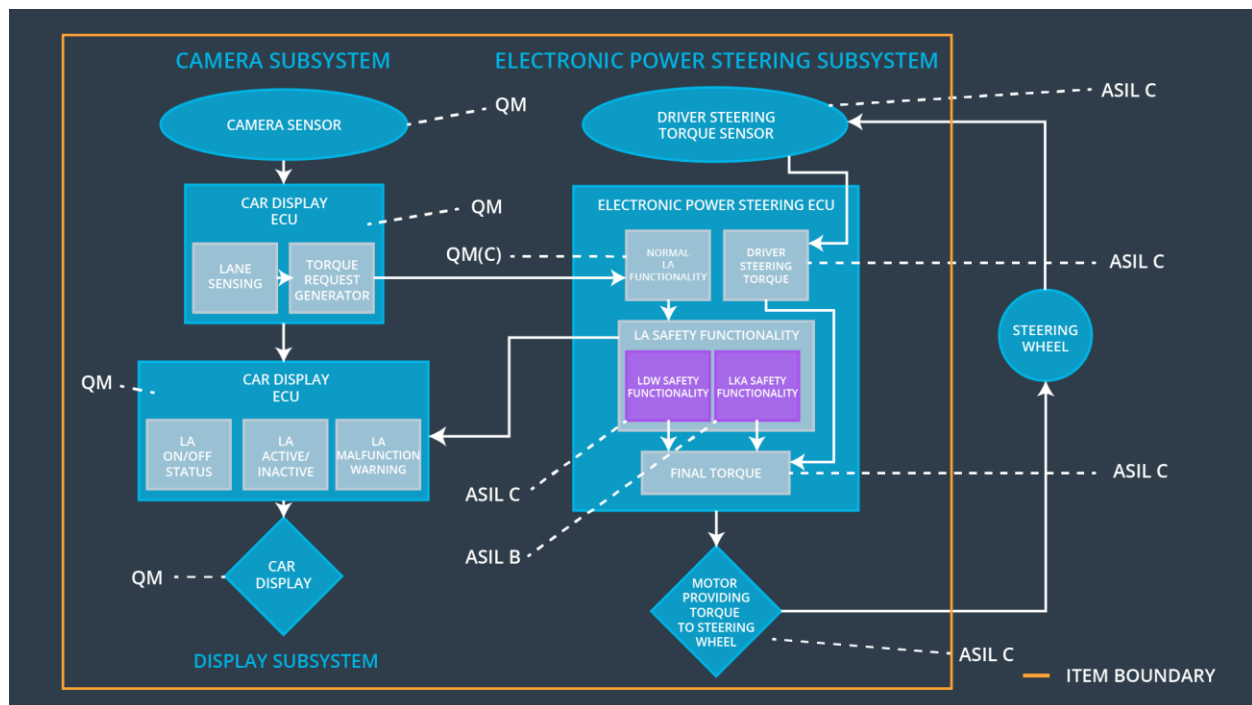 CAMERA SUBSYSTEM
ELECTRONIC POWER STEERING SUBSYSTEM
QM
ASIL C
CAMERA SENSOR
DRIVER STEERING
TORQUE SENSOR
CAR DISPLAY
ECU
QM
ELECTRONIC POWER STEERING ECU
LANE
SENSING
TORQUE
REQUEST
GENERATOR
QM(C)
NORMAL
LA
FUNCTIONALITY
DRIVER
STEERING
TORQUE
ASIL C
LA SAFETY FUNCTIONALITY
STEERING
WHEEL
QM
CAR DISPLAY
ECU
LDW SAFETY
FUNCTIONALITY
LKA SAFETY
FUNCTIONALITY
LA
ON/OFF
STATUS
LA
ACTIVE/
INACTIVE
LA
MALFUNCTION
WARNING
FINAL TORQUE
ASIL C
ASIL C
ASIL B
QM
CAR
DISPLAY
MOTOR
PROVIDING
TORQUE
TO STEERING
WHEEL
ASIL C
DISPLAY SUBSYSTEM
ITEM BOUNDARY